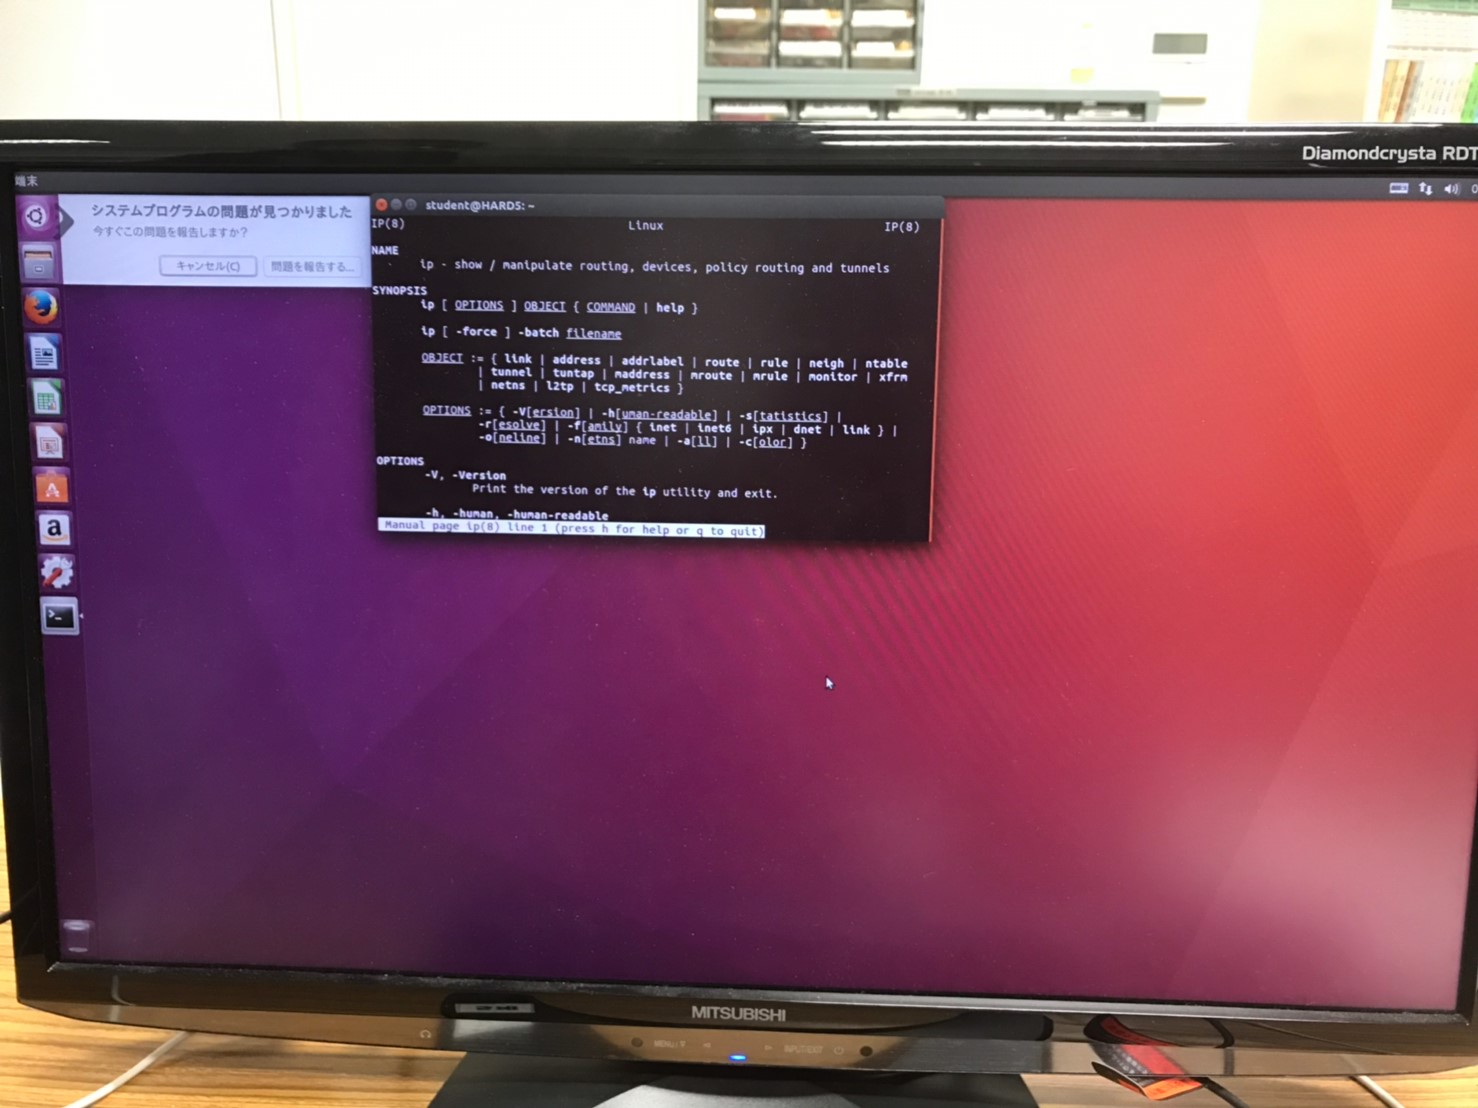 Diamondcrysta RDT
端末
システムプログラムの問題が見つかりました
今すぐこの問題を報告しますか?
キャンセル(C)
問題を報告する...
student@HARDS: ~
IP(8) Linux IP(8)
NAME
ip - show / manipulate routing, devices, policy routing and tunnels
SYNOPSIS
ip [ OPTIONS ] OBJECT { COMMAND | help }
ip [ -force ] -batch filename
OBJECT := { link | address | addrlabel | route | rule | neigh | ntable
| tunnel | tuntap | maddress | mroute | mrule | monitor | xfrm
| netns | l2tp | tcp_metrics }
OPTIONS := { -V[ersion] | -h[uman-readable] | -s[tatistics] |
-r[esolve] | -f[amily] { inet | inet6 | ipx | dnet | link } |
-o[neline] | -n[etns] name | -a[ll] | -c[olor] }
OPTIONS
-V, -Version
Print the version of the ip utility and exit.
-h, -human, -human-readable
Manual page ip(8) line 1 (press h for help or q to quit)
a
MITSUBISHI
MENU